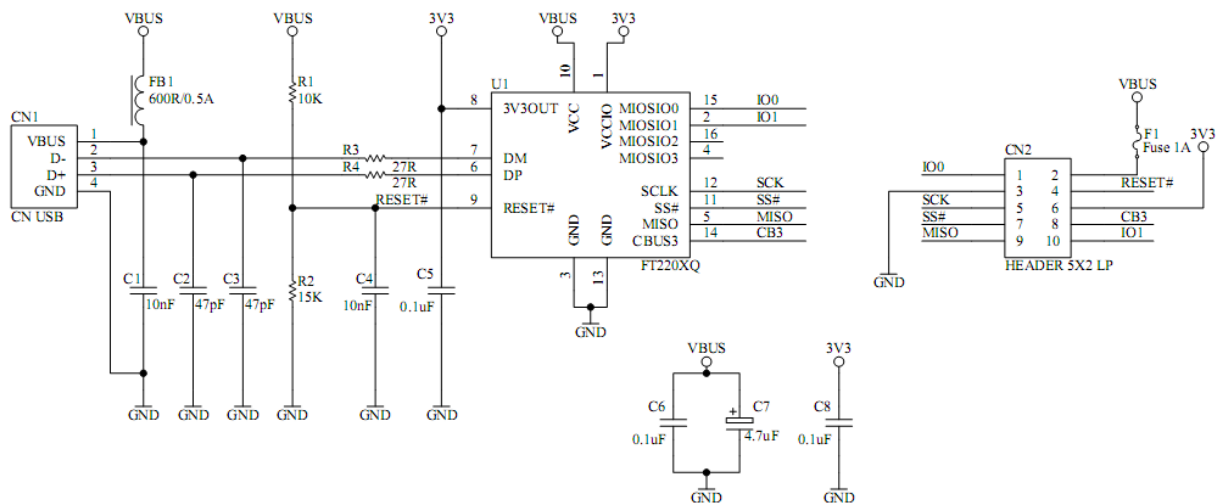 VBUS
VBUS
3V3
VBUS
3V3
FB1
600R/0.5A
R1
10K
U1
10
1
8
3V3OUT
VCC
VCCIO
MIOSIO0
15
IO0
MIOSIO1
2
IO1
MIOSIO2
16
MIOSIO3
4
CN1
VBUS
1
D-
2
D+
3
GND
4
CN USB
R3
27R
R4
27R
7
DM
6
DP
RESET#
9
RESET#
GND
GND
SCLK
12
SCK
SS#
11
SS#
MISO
5
MISO
CBUS3
14
CB3
FT220XQ
3
13
GND
C1
10nF
C2
47pF
C3
47pF
R2
15K
C4
10nF
C5
0.1uF
GND
GND
GND
GND
GND
GND
VBUS
F1
Fuse 1A
3V3
CN2
IO0
1
2
3
4
RESET#
SCK
5
6
SS#
7
8
CB3
MISO
9
10
IO1
HEADER 5X2 LP
GND
VBUS
3V3
C6
0.1uF
+
C7
4.7uF
C8
0.1uF
GND
GND